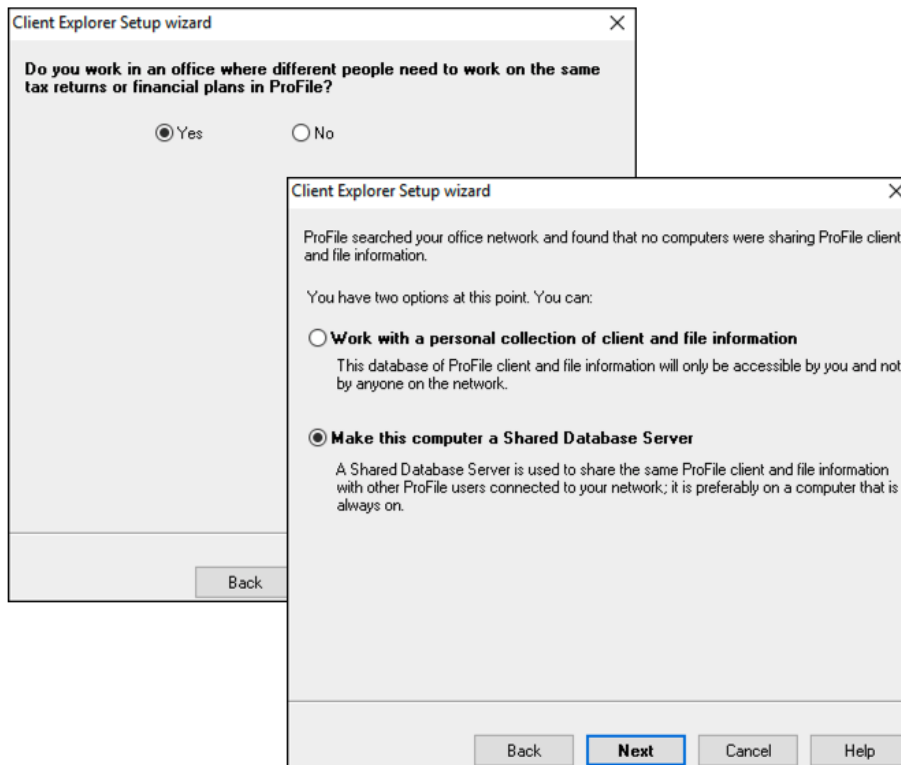 Client Explorer Setup wizard
Do you work in an office where different people need to work on the same
tax returns or financial plans in ProFile?
Yes No
Back
Client Explorer Setup wizard
ProFile searched your office network and found that no computers were sharing ProFile client
and file information.
You have two options at this point. You can:
Work with a personal collection of client and file information
This database of ProFile client and file information will only be accessible by you and not
by anyone on the network.
Make this computer a Shared Database Server
A Shared Database Server is used to share the same ProFile client and file information
with other ProFile users connected to your network; it is preferably on a computer that is
always on.
Back Next Cancel Help